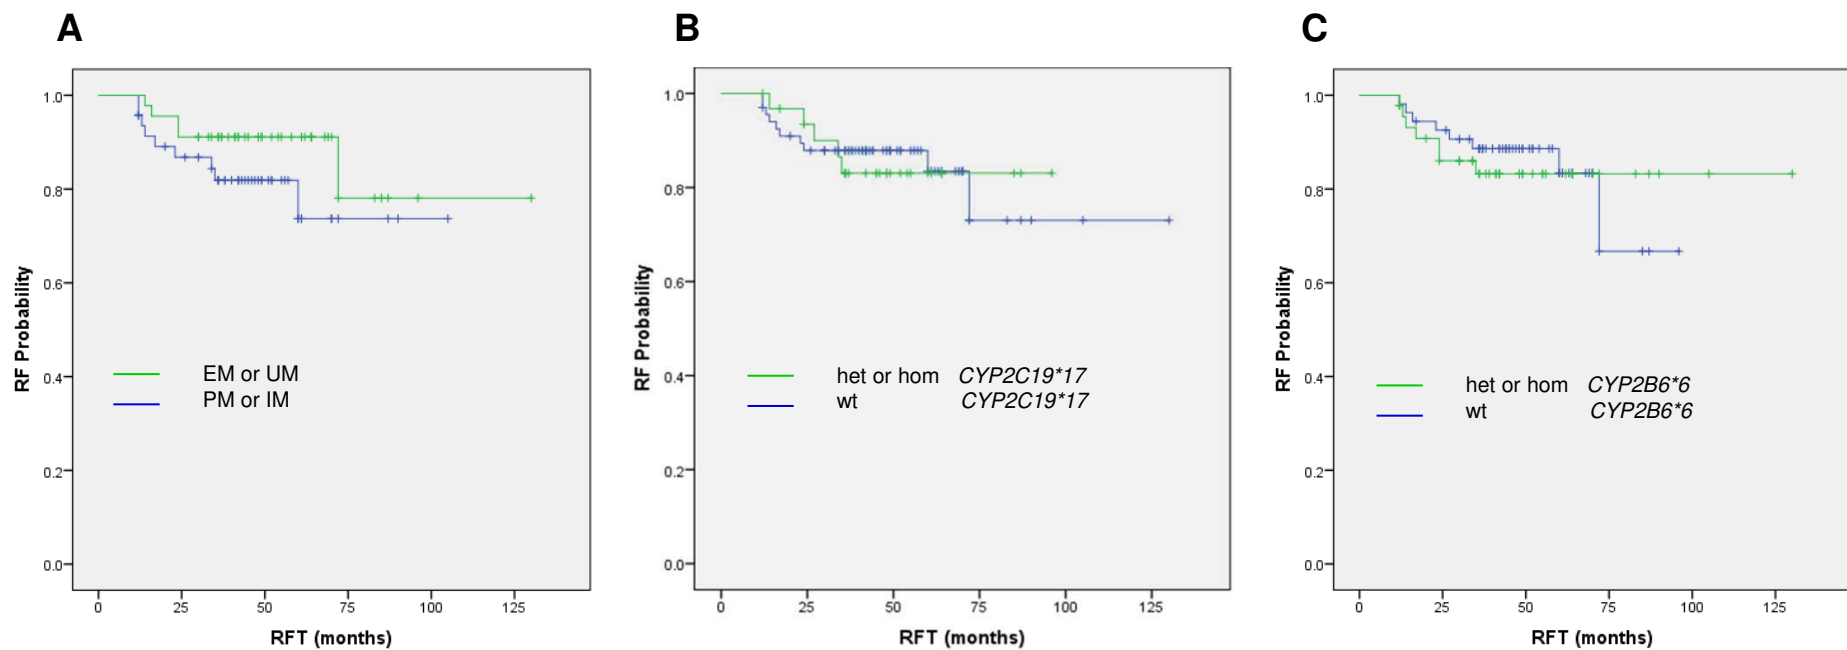 A
B
C
RF Probability
1.0
0.8
0.6
0.4
0.2
0.0
EM or UM
PM or IM
0 25 50 75 100 125
RFT (months)
RF Probability
1.0
0.8
0.6
0.4
0.2
0.0
het or hom CYP2C19*17
wt CYP2C19*17
0 25 50 75 100 125
RFT (months)
RF Probability
1.0
0.8
0.6
0.4
0.2
0.0
het or hom CYP2B6*6
wt CYP2B6*6
0 25 50 75 100 125
RFT (months)